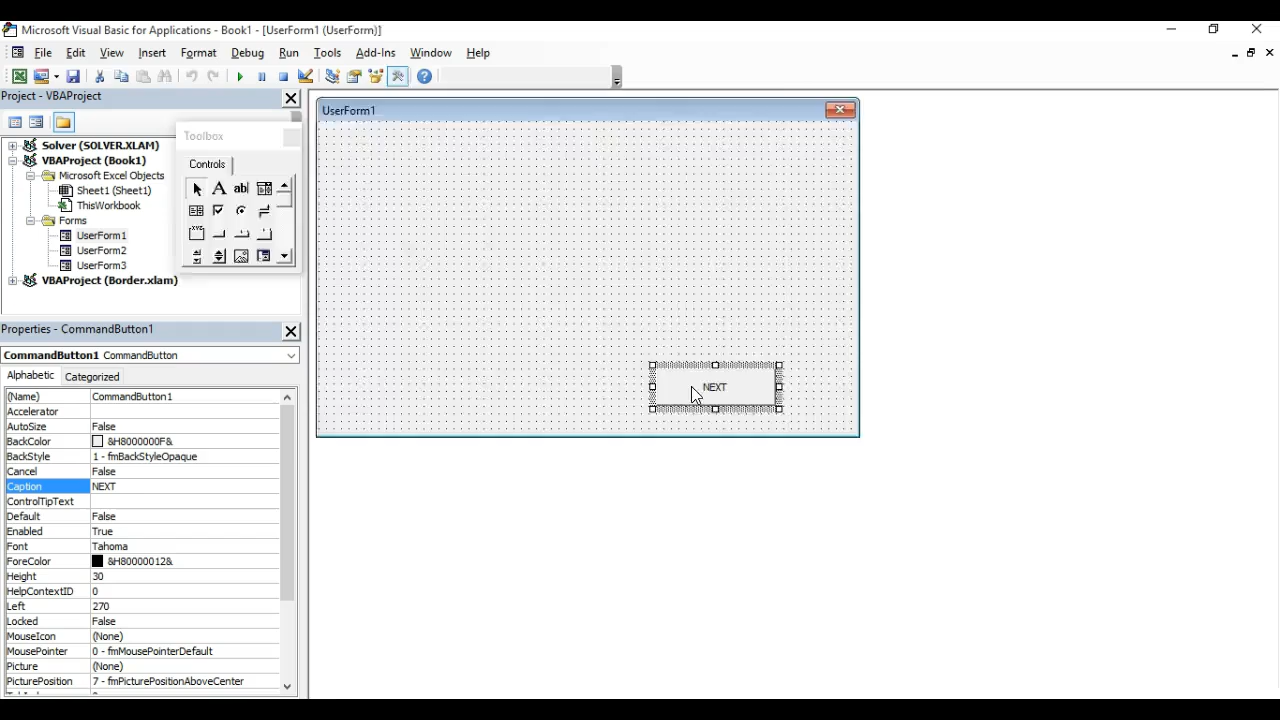 Microsoft Visual Basic for Applications - Book1 - [UserForm1 (UserForm)]
File Edit View Insert Format Debug Run Tools Add-Ins Window Help
Project - VBAProject
Toolbox
Controls
A abl
XYZ
Solver (SOLVER.XLAM)
VBAProject (Book1)
Microsoft Excel Objects
Sheet1 (Sheet1)
ThisWorkbook
Forms
UserForm1
UserForm2
UserForm3
VBAProject (Border.xlam)
UserForm1
NEXT
Properties - CommandButton1
CommandButton1 CommandButton
Alphabetic Categorized
(Name) CommandButton1
Accelerator
AutoSize False
BackColor &H8000000F&
BackStyle 1 - fmBackStyleOpaque
Cancel False
Caption NEXT
ControlTipText
Default False
Enabled True
Font Tahoma
ForeColor &H80000012&
Height 30
HelpContextID 0
Left 270
Locked False
MouseIcon (None)
MousePointer 0 - fmMousePointerDefault
Picture (None)
PicturePosition 7 - fmPicturePositionAboveCenter